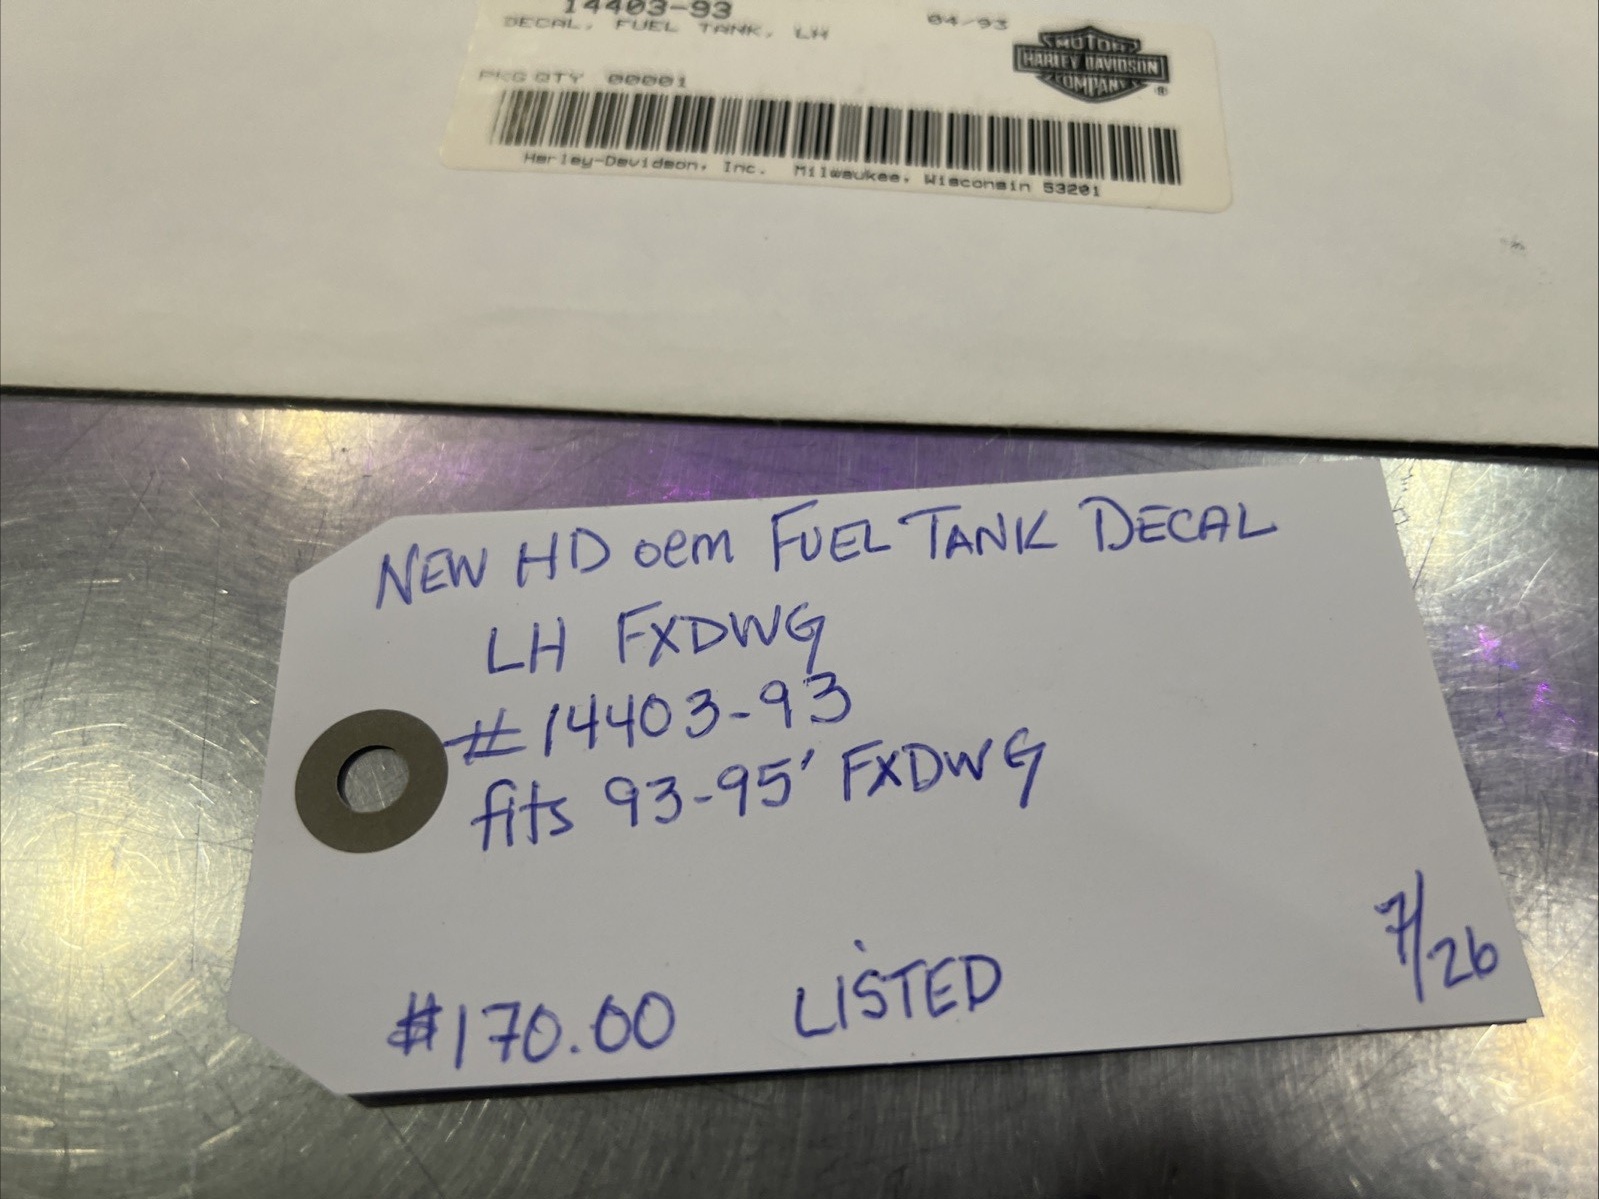 14403-93
DECAL, FUEL TANK, LH
04/93
MOTOR
HARLEY DAVIDSON
COMPANY
®
PKG QTY 00001
Harley-Davidson, Inc. Milwaukee, Wisconsin 53201
NEW HD oem FUEL TANK DECAL
LH FXDWG
#14403-93
fits 93-95' FXDWG
$170.00 LISTED
7/26